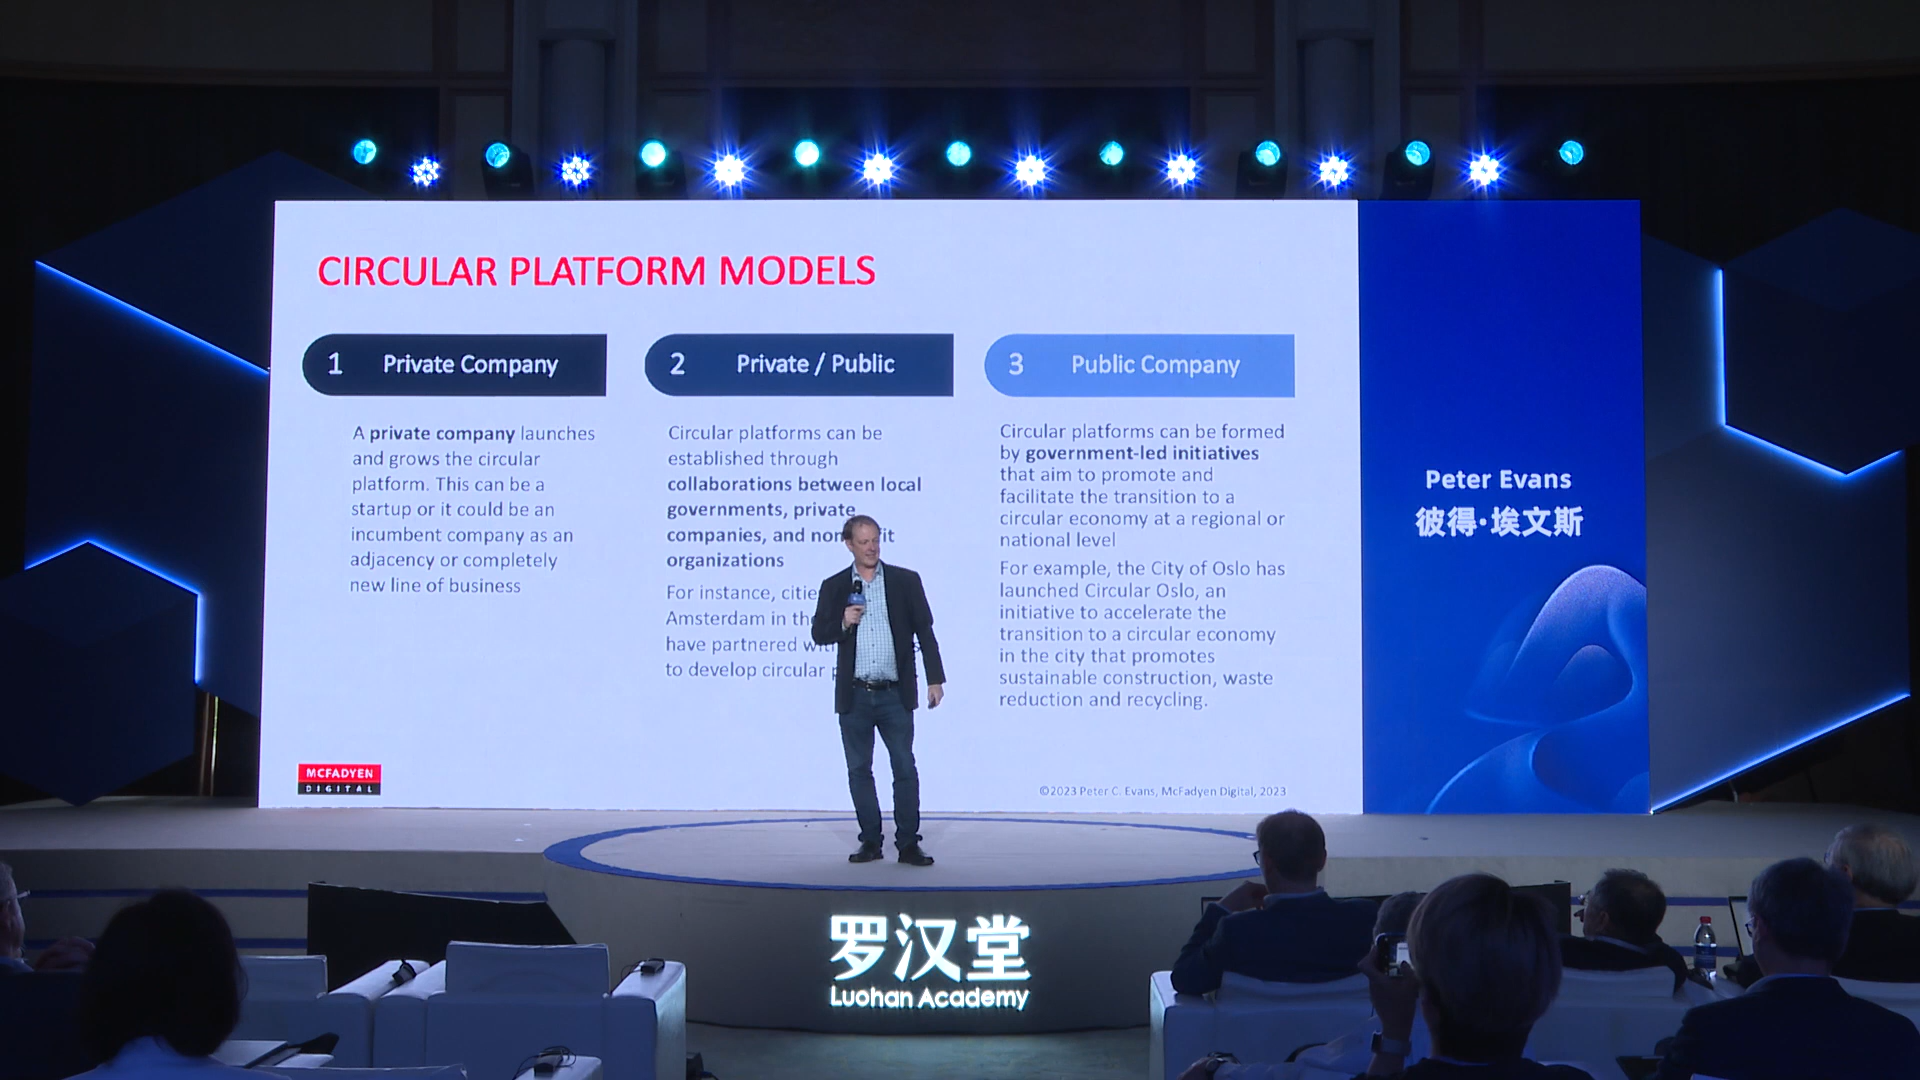 CIRCULAR PLATFORM MODELS
1 Private Company
A private company launches
and grows the circular
platform. This can be a
startup or it could be an
incumbent company as an
adjacency or completely
new line of business
2 Private / Public
Circular platforms can be
established through
collaborations between local
governments, private
companies, and
organizations
For instance,
Amsterdam in
have partnered
to develop circular
3 Public Company
Circular platforms can be formed
by government-led initiatives
that aim to promote and
facilitate the transition to a
circular economy at a regional or
national level
For example, the City of Oslo has
launched Circular Oslo, an
initiative to accelerate the
transition to a circular economy
in the city that promotes
sustainable construction, waste
reduction and recycling.
MCFADYEN
DIGITAL
©2023 Peter C. Evans, McFadyen Digital, 2023
Peter Evans
彼得·埃文斯
罗汉堂
Luohan Academy